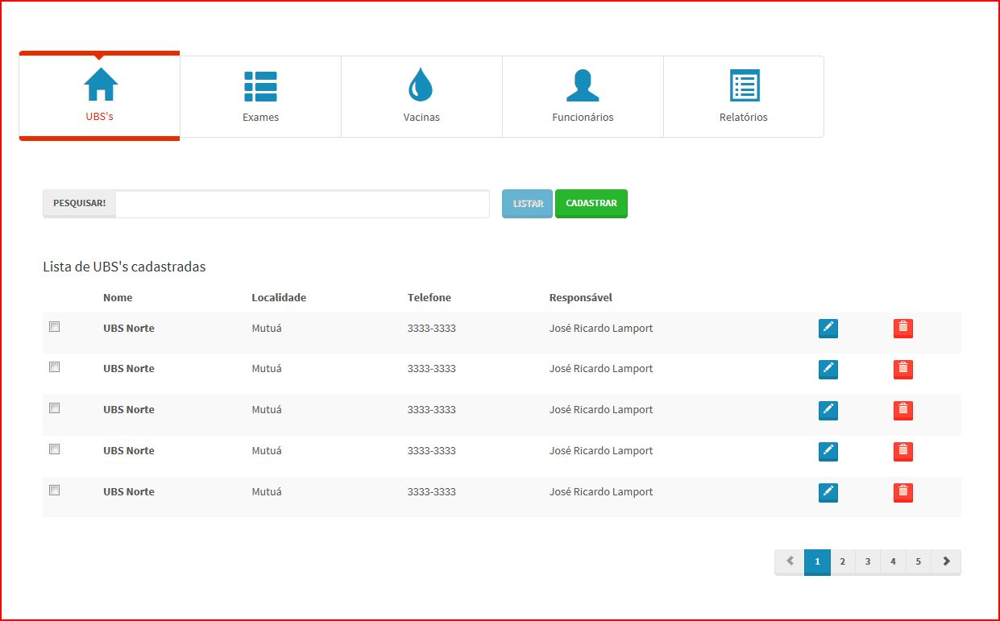 UBS's Exames Vacinas Funcionários Relatórios
PESQUISAR! LISTAR CADASTRAR
Lista de UBS's cadastradas
Nome Localidade Telefone Responsável
UBS Norte Mutuá 3333-3333 José Ricardo Lamport
UBS Norte Mutuá 3333-3333 José Ricardo Lamport
UBS Norte Mutuá 3333-3333 José Ricardo Lamport
UBS Norte Mutuá 3333-3333 José Ricardo Lamport
UBS Norte Mutuá 3333-3333 José Ricardo Lamport
1 2 3 4 5